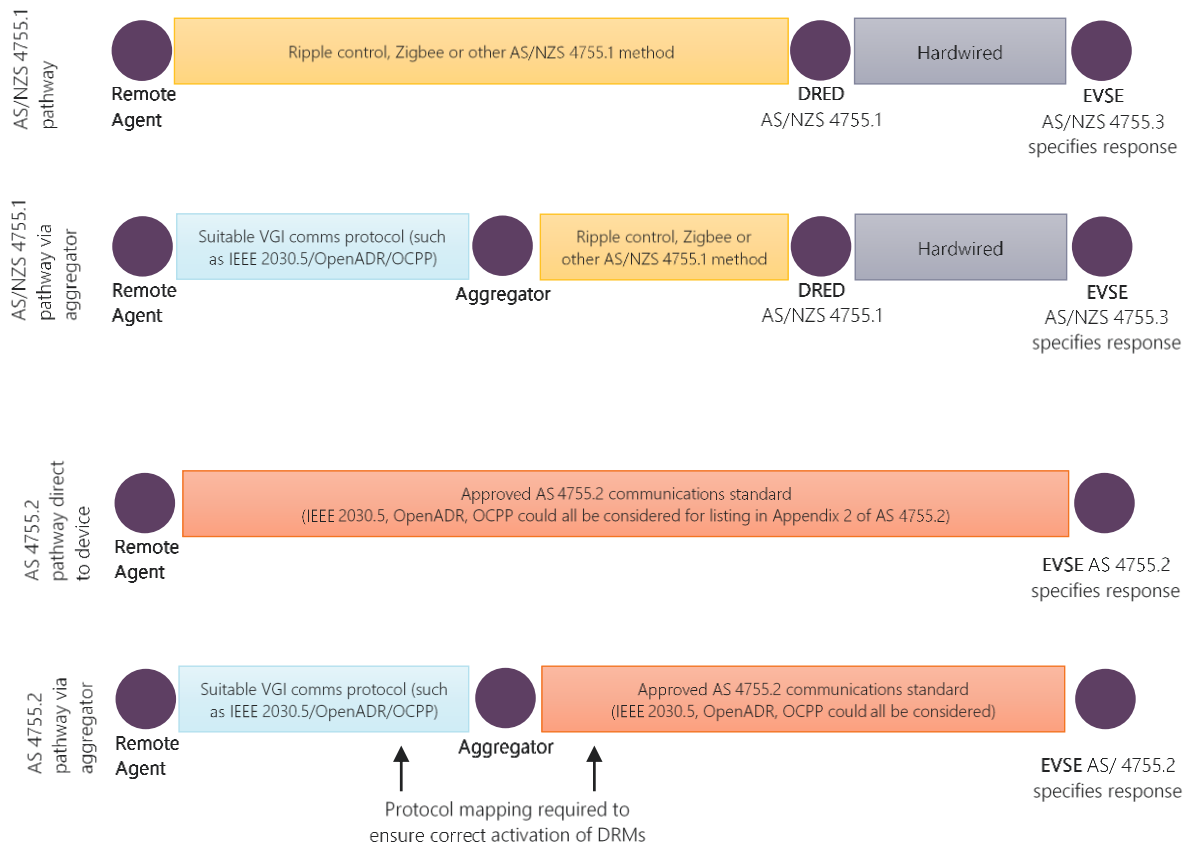 AS/NZS 4755.1
pathway
Ripple control, Zigbee or other AS/NZS 4755.1 method
Hardwired
Remote
Agent
DRED
AS/NZS 4755.1
EVSE
AS/NZS 4755.3
specifies response
AS/NZS 4755.1
pathway via
aggregator
Suitable VGI comms protocol (such
as IEEE 2030.5/OpenADR/OCPP)
Ripple control, Zigbee or
other AS/NZS 4755.1 method
Hardwired
Remote
Agent
Aggregator
DRED
AS/NZS 4755.1
EVSE
AS/NZS 4755.3
specifies response
AS 4755.2
pathway direct
to device
Approved AS 4755.2 communications standard
(IEEE 2030.5, OpenADR, OCPP could all be considered for listing in Appendix 2 of AS 4755.2)
Remote
Agent
EVSE AS 4755.2
specifies response
AS 4755.2
pathway via
aggregator
Suitable VGI comms protocol (such
as IEEE 2030.5/OpenADR/OCPP)
Approved AS 4755.2 communications standard
(IEEE 2030.5, OpenADR, OCPP could all be considered)
Remote
Agent
Aggregator
EVSE AS/ 4755.2
specifies response
Protocol mapping required to
ensure correct activation of DRMs